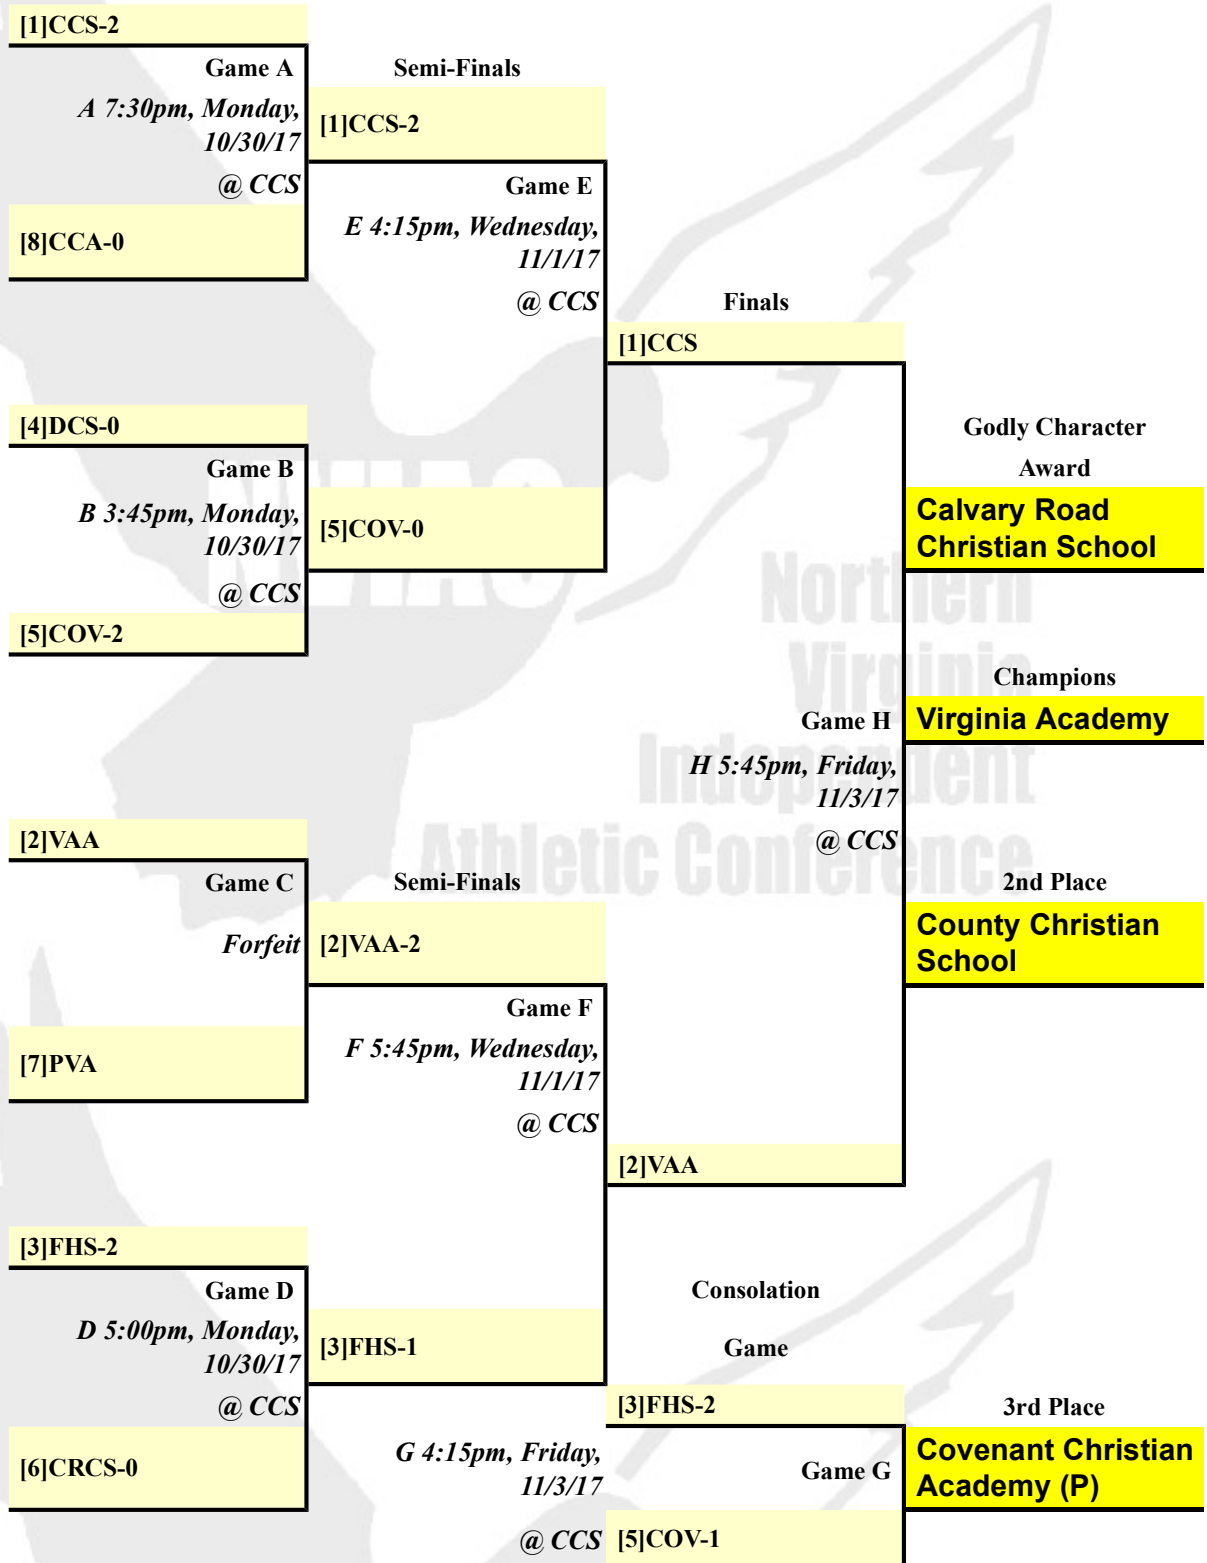 [1]CCS-2
Game A
Semi-Finals
A 7:30pm, Monday,
10/30/17
[1]CCS-2
@ CCS
Game E
[8]CCA-0
E 4:15pm, Wednesday,
11/1/17
@ CCS
Finals
[1]CCS
[4]DCS-0
Godly Character
Award
Game B
B 3:45pm, Monday,
10/30/17
[5]COV-0
Calvary Road
Christian School
@ CCS
[5]COV-2
Northern
Virginia
Independent
Athletic Conference
Champions
Game H
Virginia Academy
H 5:45pm, Friday,
11/3/17
@ CCS
[2]VAA
Game C
Semi-Finals
2nd Place
Forfeit
[2]VAA-2
County Christian
School
Game F
[7]PVA
F 5:45pm, Wednesday,
11/1/17
@ CCS
[2]VAA
[3]FHS-2
Game D
Consolation
Game
D 5:00pm, Monday,
10/30/17
[3]FHS-1
@ CCS
[3]FHS-2
3rd Place
[6]CRCS-0
G 4:15pm, Friday,
11/3/17
Game G
Covenant Christian
Academy (P)
@ CCS
[5]COV-1